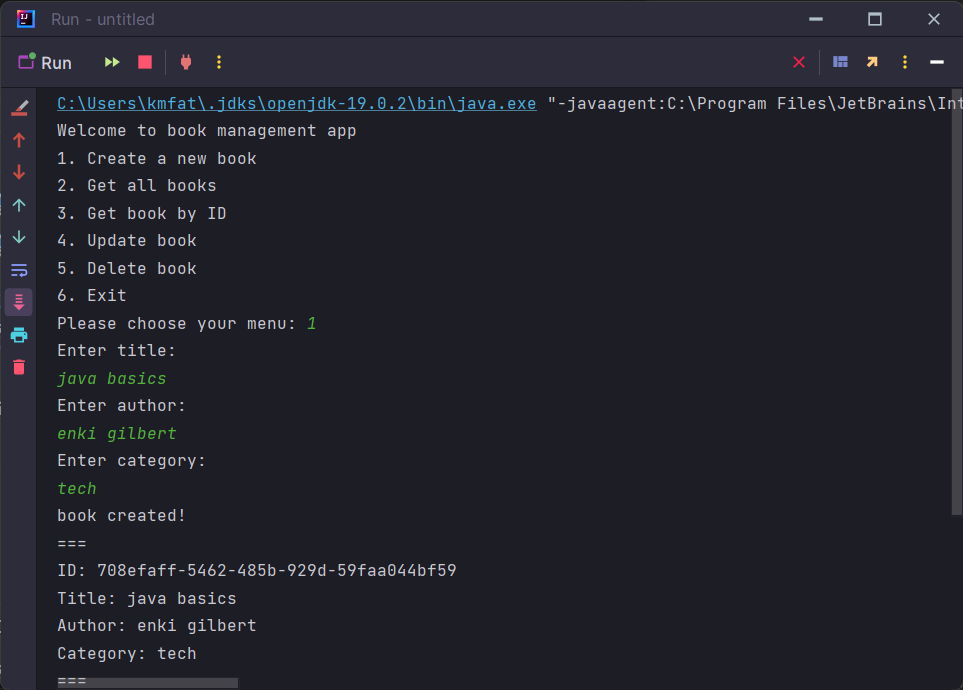 Run - untitled
Run
C:\Users\kmfat\.jdks\openjdk-19.0.2\bin\java.exe "-javaagent:C:\Program Files\JetBrains\Int
Welcome to book management app
1. Create a new book
2. Get all books
3. Get book by ID
4. Update book
5. Delete book
6. Exit
Please choose your menu: 1
Enter title:
java basics
Enter author:
enki gilbert
Enter category:
tech
book created!
===
ID: 708efaff-5462-485b-929d-59faa044bf59
Title: java basics
Author: enki gilbert
Category: tech
===